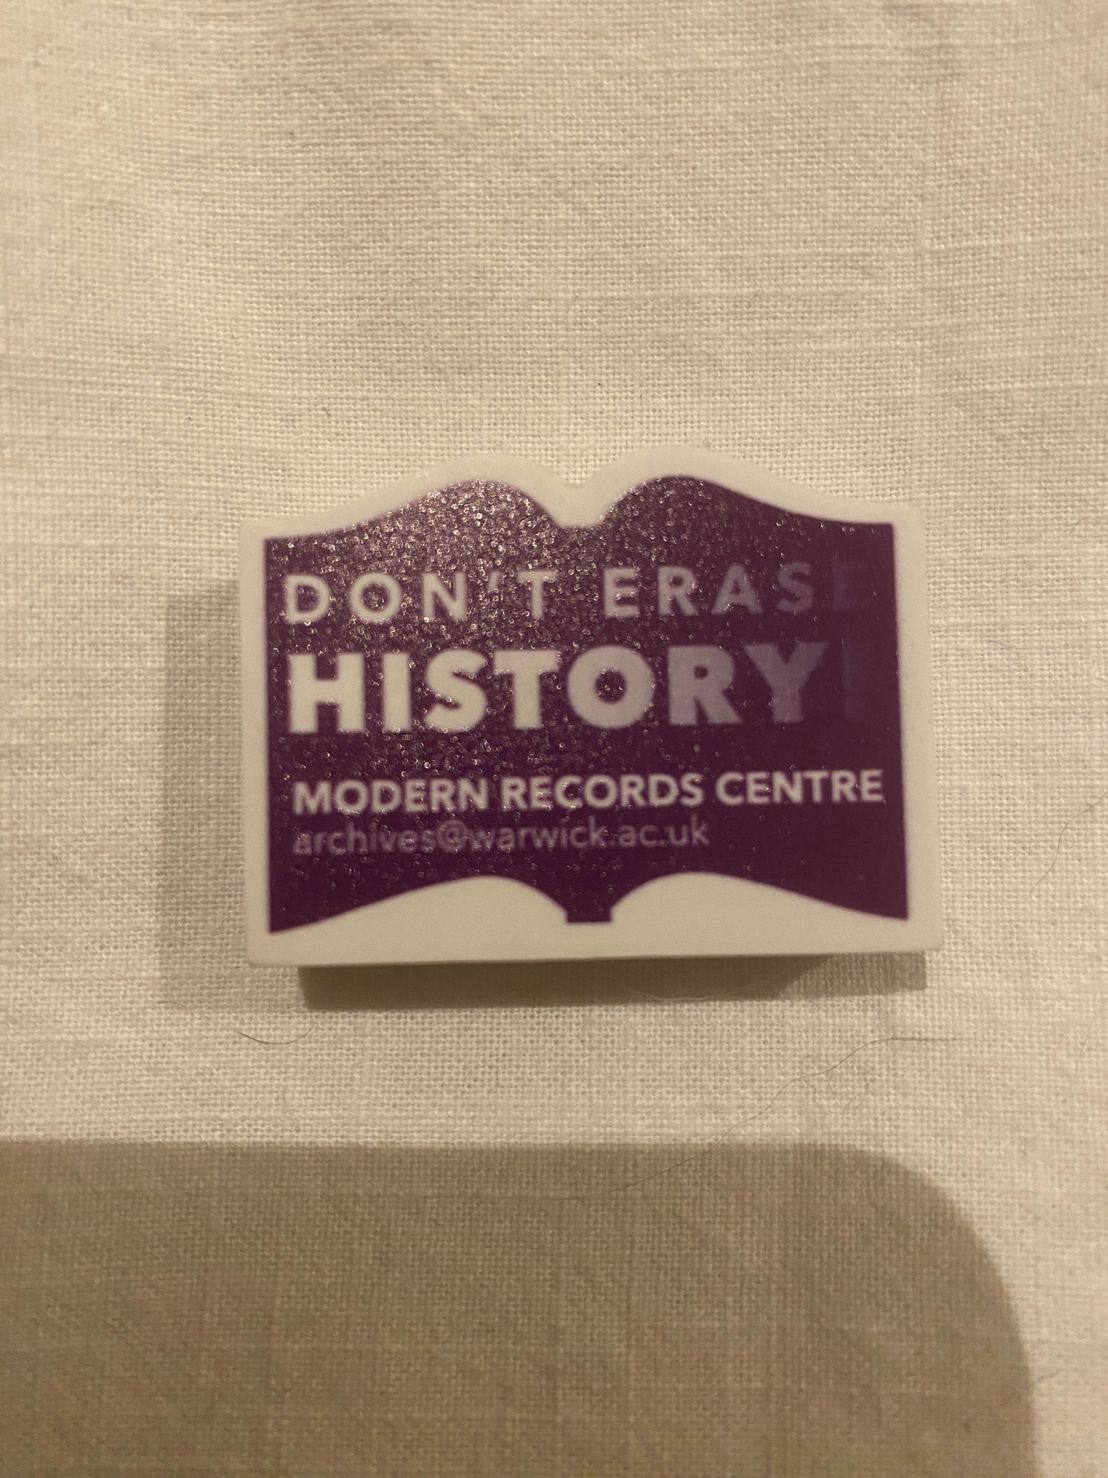 DON'T ERASE
HISTORY!
MODERN RECORDS CENTRE
archives@warwick.ac.uk